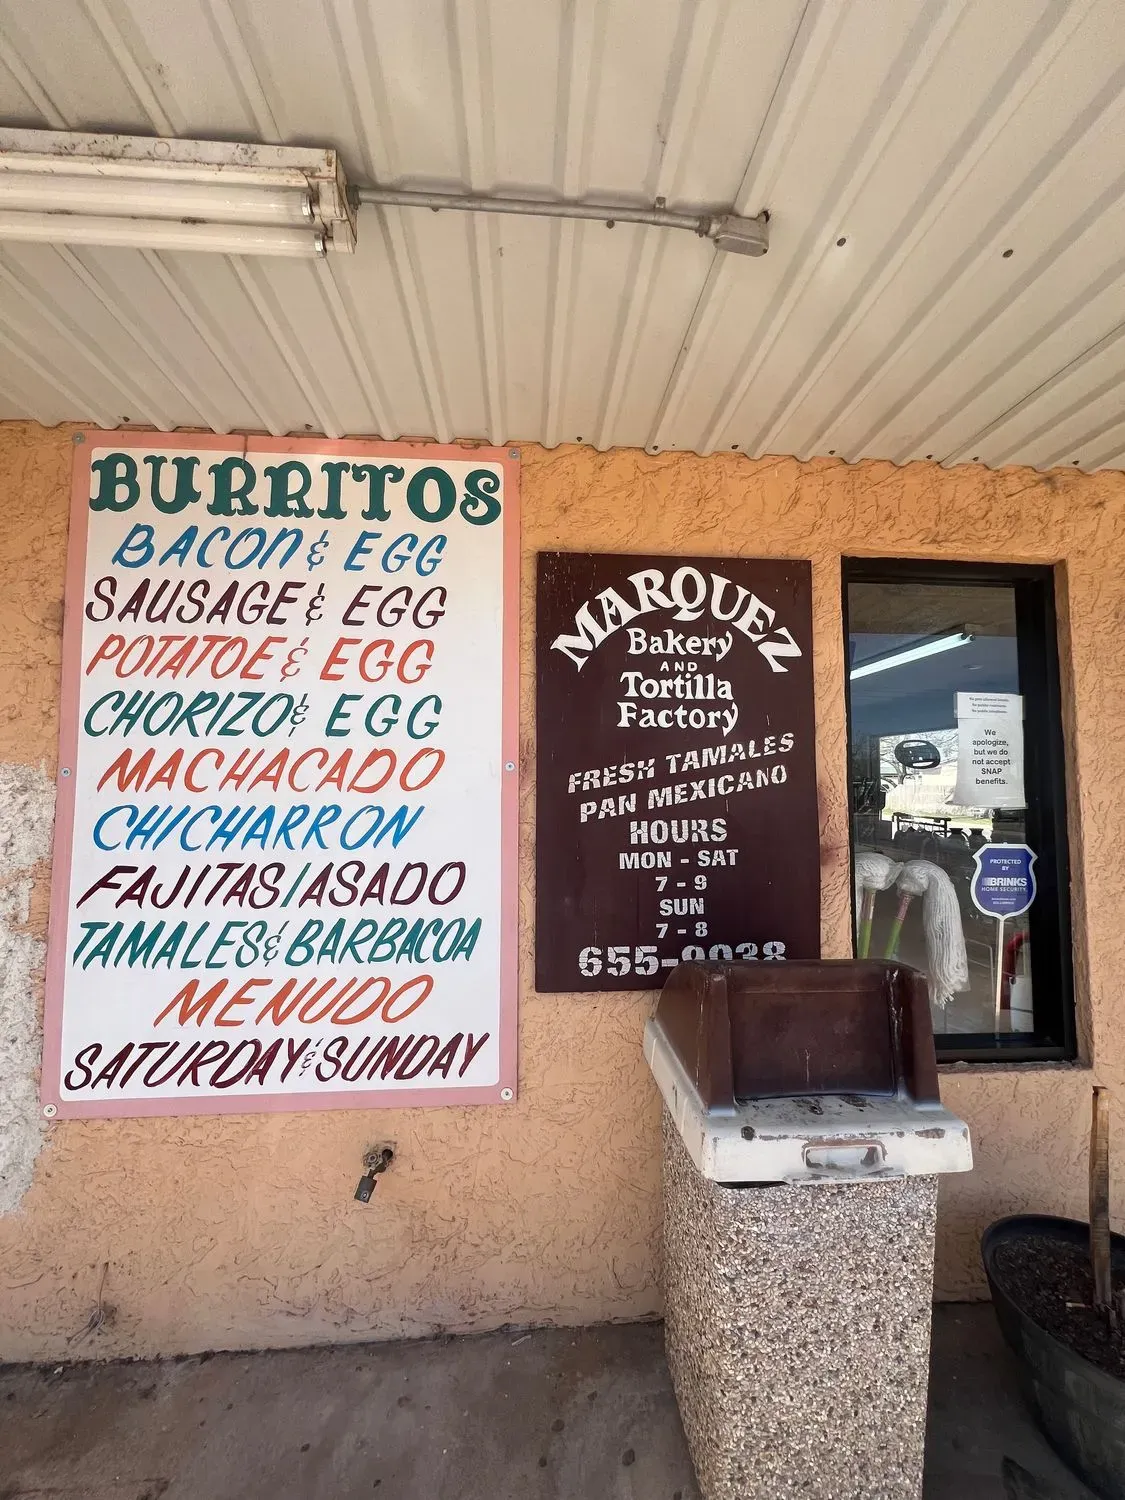 BURRITOS
BACON & EGG
SAUSAGE & EGG
POTATOE & EGG
CHORIZO & EGG
MACHACADO
CHICHARRON
FAJITAS/ASADO
TAMALES & BARBACOA
MENUDO
SATURDAY & SUNDAY
MARQUEZ
Bakery
AND
Tortilla
Factory
FRESH TAMALES
PAN MEXICANO
HOURS
MON - SAT
7 - 9
SUN
7 - 8
655-9038
We
apologize,
but we do
not accept
SNAP
benefits.
PROTECTED
BY
BRINKS
HOME SECURITY